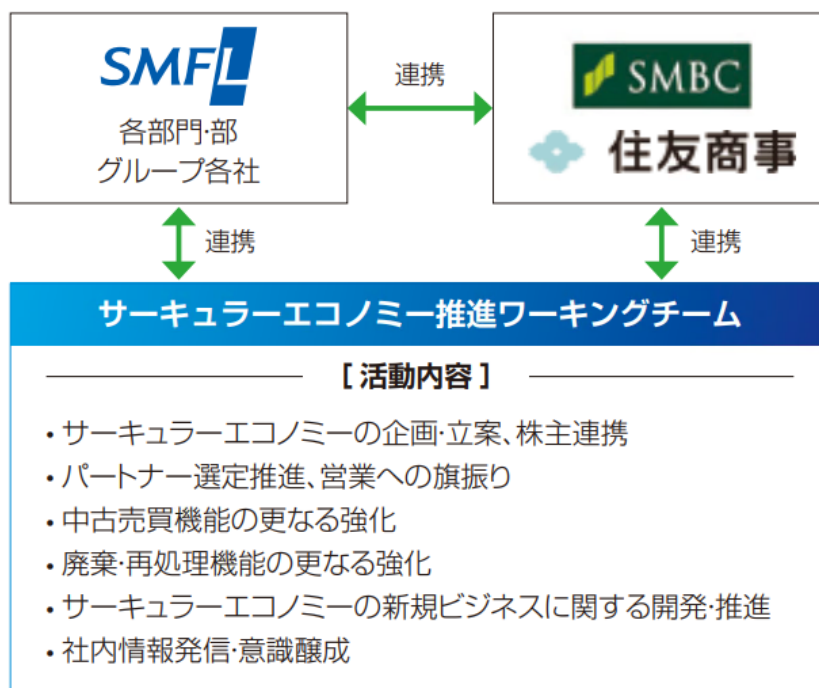 SMFL
各部門・部
グループ各社
連携
SMBC
住友商事
連携
連携
サーキュラーエコノミー推進ワーキングチーム
[ 活動内容 ]
• サーキュラーエコノミーの企画・立案、株主連携
• パートナー選定推進、営業への旗振り
• 中古売買機能の更なる強化
• 廃棄・再処理機能の更なる強化
• サーキュラーエコノミーの新規ビジネスに関する開発・推進
• 社内情報発信・意識醸成